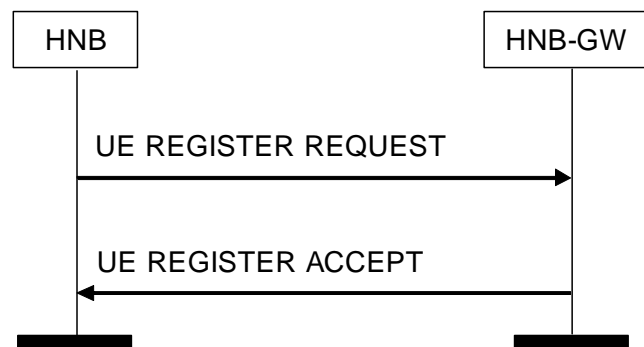 HNB
HNB-GW
UE REGISTER REQUEST
UE REGISTER ACCEPT